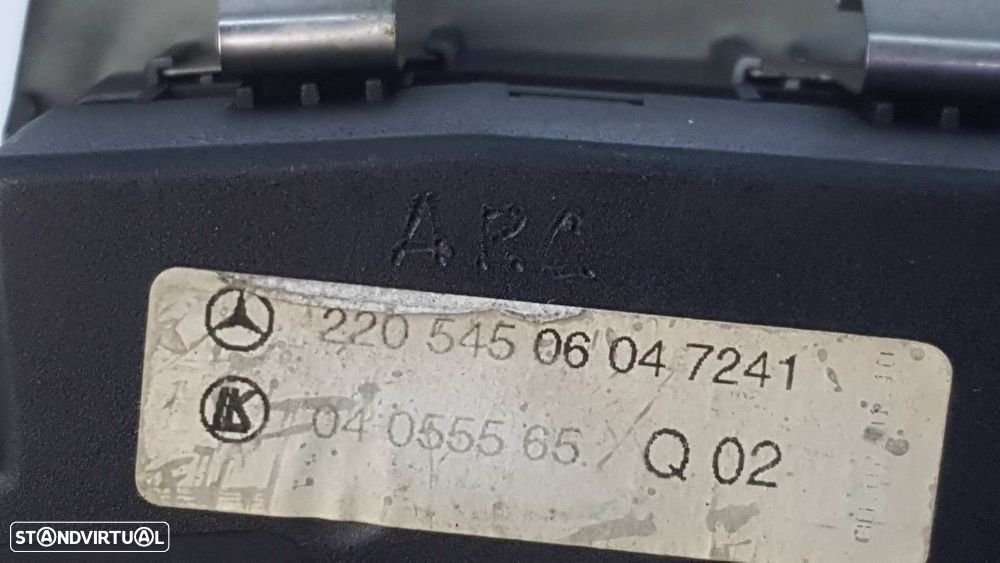 A.R.C
220 545 06 04 7241
04 0555 65 Q 02
STANDVIRTUAL